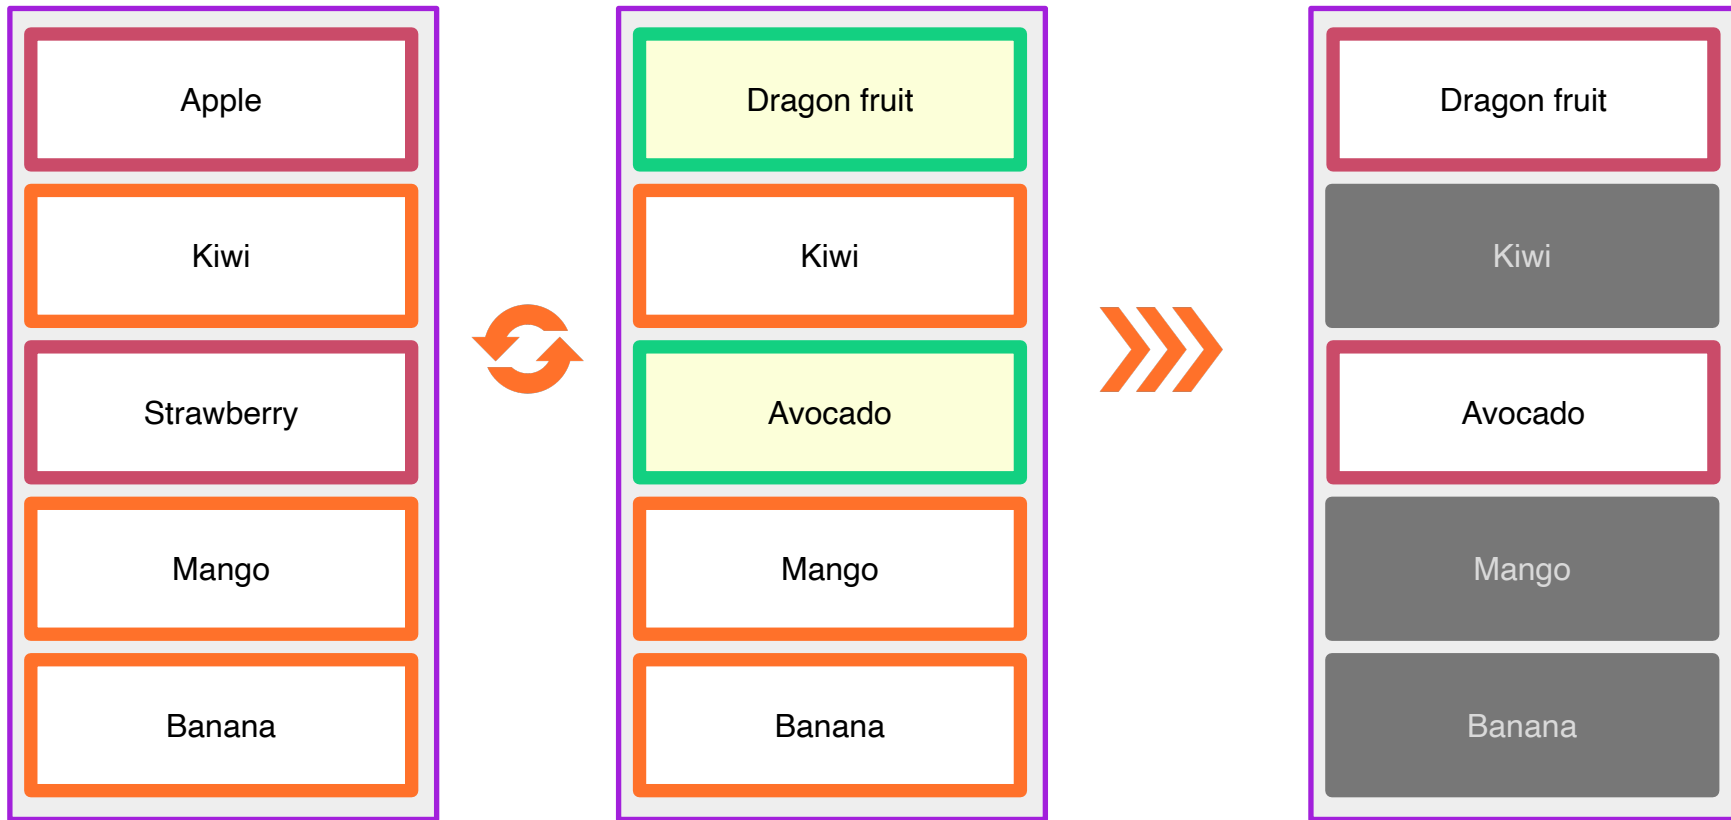 Apple
Kiwi
Strawberry
Mango
Banana
Dragon fruit
Kiwi
Avocado
Mango
Banana
Dragon fruit
Kiwi
Avocado
Mango
Banana